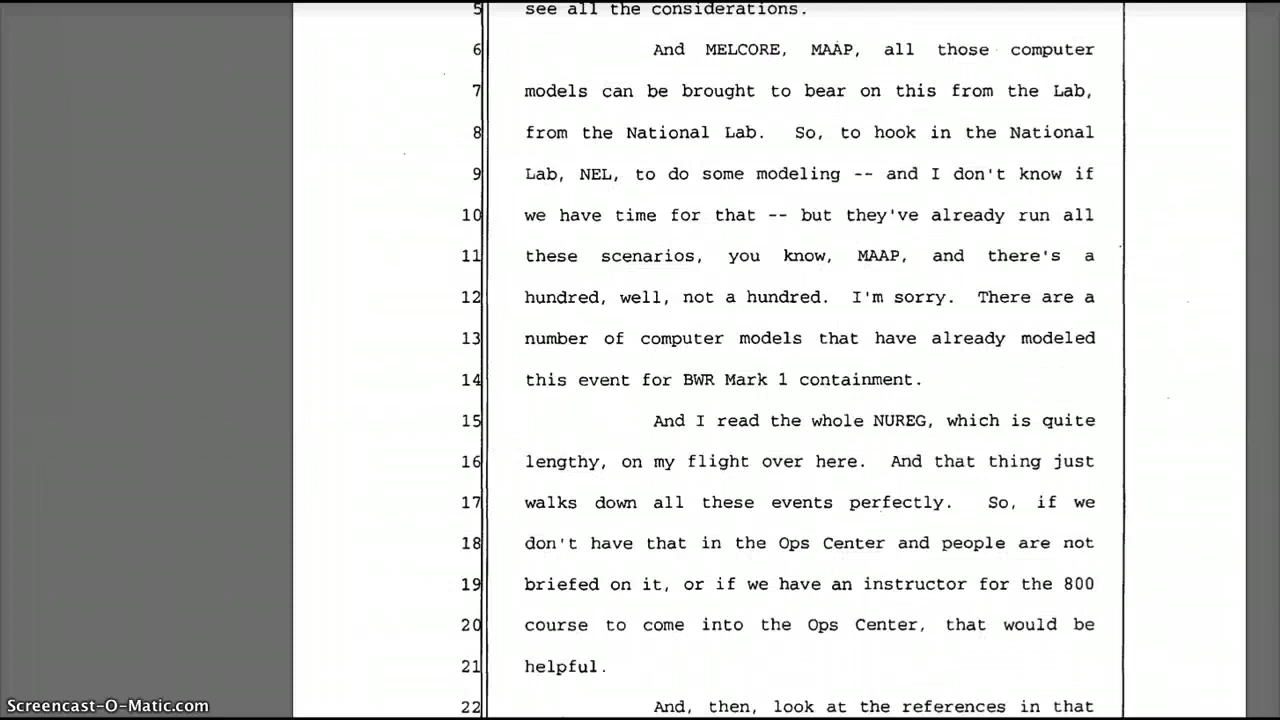 5 see all the considerations.
6 And MELCORE, MAAP, all those computer
7 models can be brought to bear on this from the Lab,
8 from the National Lab. So, to hook in the National
9 Lab, NEL, to do some modeling -- and I don't know if
10 we have time for that -- but they've already run all
11 these scenarios, you know, MAAP, and there's a
12 hundred, well, not a hundred. I'm sorry. There are a
13 number of computer models that have already modeled
14 this event for BWR Mark 1 containment.
15 And I read the whole NUREG, which is quite
16 lengthy, on my flight over here. And that thing just
17 walks down all these events perfectly. So, if we
18 don't have that in the Ops Center and people are not
19 briefed on it, or if we have an instructor for the 800
20 course to come into the Ops Center, that would be
21 helpful.
22 And, then, look at the references in that
Screencast-O-Matic.com